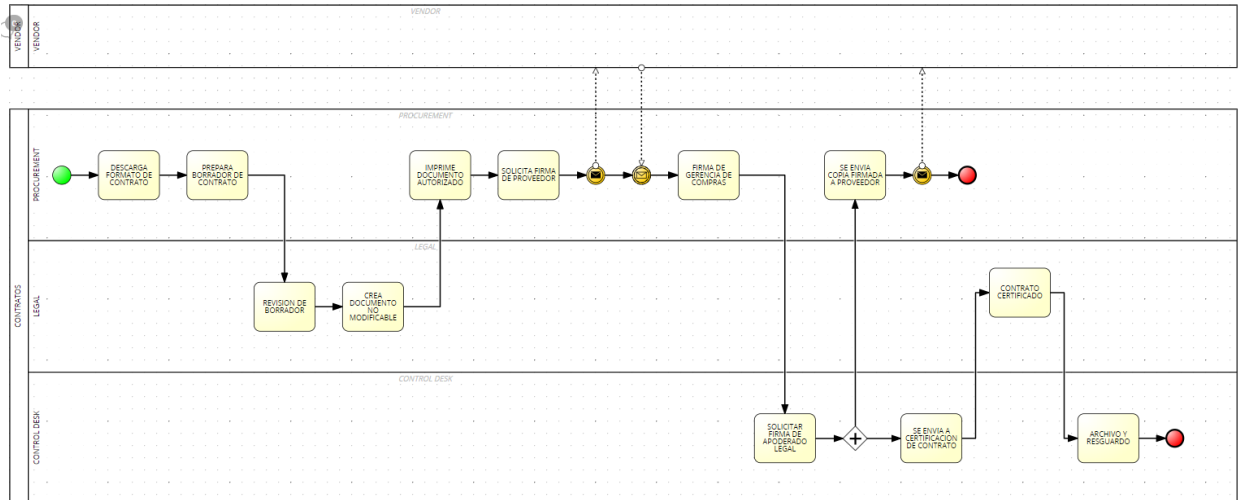 VENDOR
VENDOR
VENDOR
CONTRATOS
PROCUREMENT
PROCUREMENT
DESCARGA
FORMATO DE
CONTRATO
PREPARA
BORRADOR DE
CONTRATO
IMPRIME
DOCUMENTO
AUTORIZADO
SOLICITA FIRMA
DE PROVEEDOR
FIRMA DE
GERENCIA DE
COMPRAS
SE ENVIA
COPIA FIRMADA
A PROVEEDOR
LEGAL
LEGAL
REVISION DE
BORRADOR
CREA
DOCUMENTO
NO
MODIFICABLE
CONTRATO
CERTIFICADO
CONTROL DESK
CONTROL DESK
SOLICITAR
FIRMA DE
APODERADO
LEGAL
SE ENVIA A
CERTIFICACION
DE CONTRATO
ARCHIVO Y
RESGUARDO